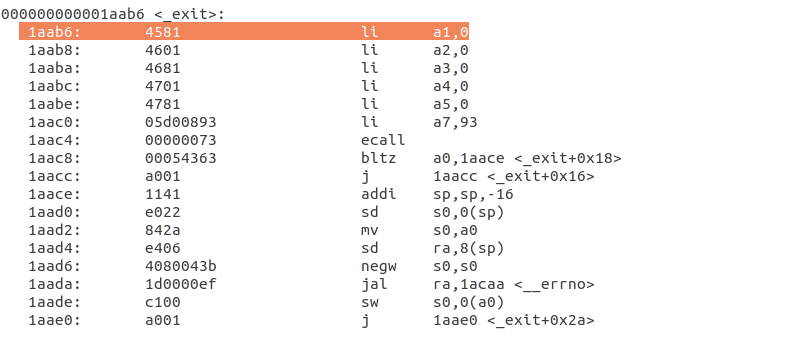 000000000001aab6 <_exit>:
1aab6: 4581 li a1,0
1aab8: 4601 li a2,0
1aaba: 4681 li a3,0
1aabc: 4701 li a4,0
1aabe: 4781 li a5,0
1aac0: 05d00893 li a7,93
1aac4: 00000073 ecall
1aac8: 00054363 bltz a0,1aace <_exit+0x18>
1aacc: a001 j 1aacc <_exit+0x16>
1aace: 1141 addi sp,sp,-16
1aad0: e022 sd s0,0(sp)
1aad2: 842a mv s0,a0
1aad4: e406 sd ra,8(sp)
1aad6: 4080043b negw s0,s0
1aada: 1d0000ef jal ra,1acaa <__errno>
1aade: c100 sw s0,0(a0)
1aae0: a001 j 1aae0 <_exit+0x2a>